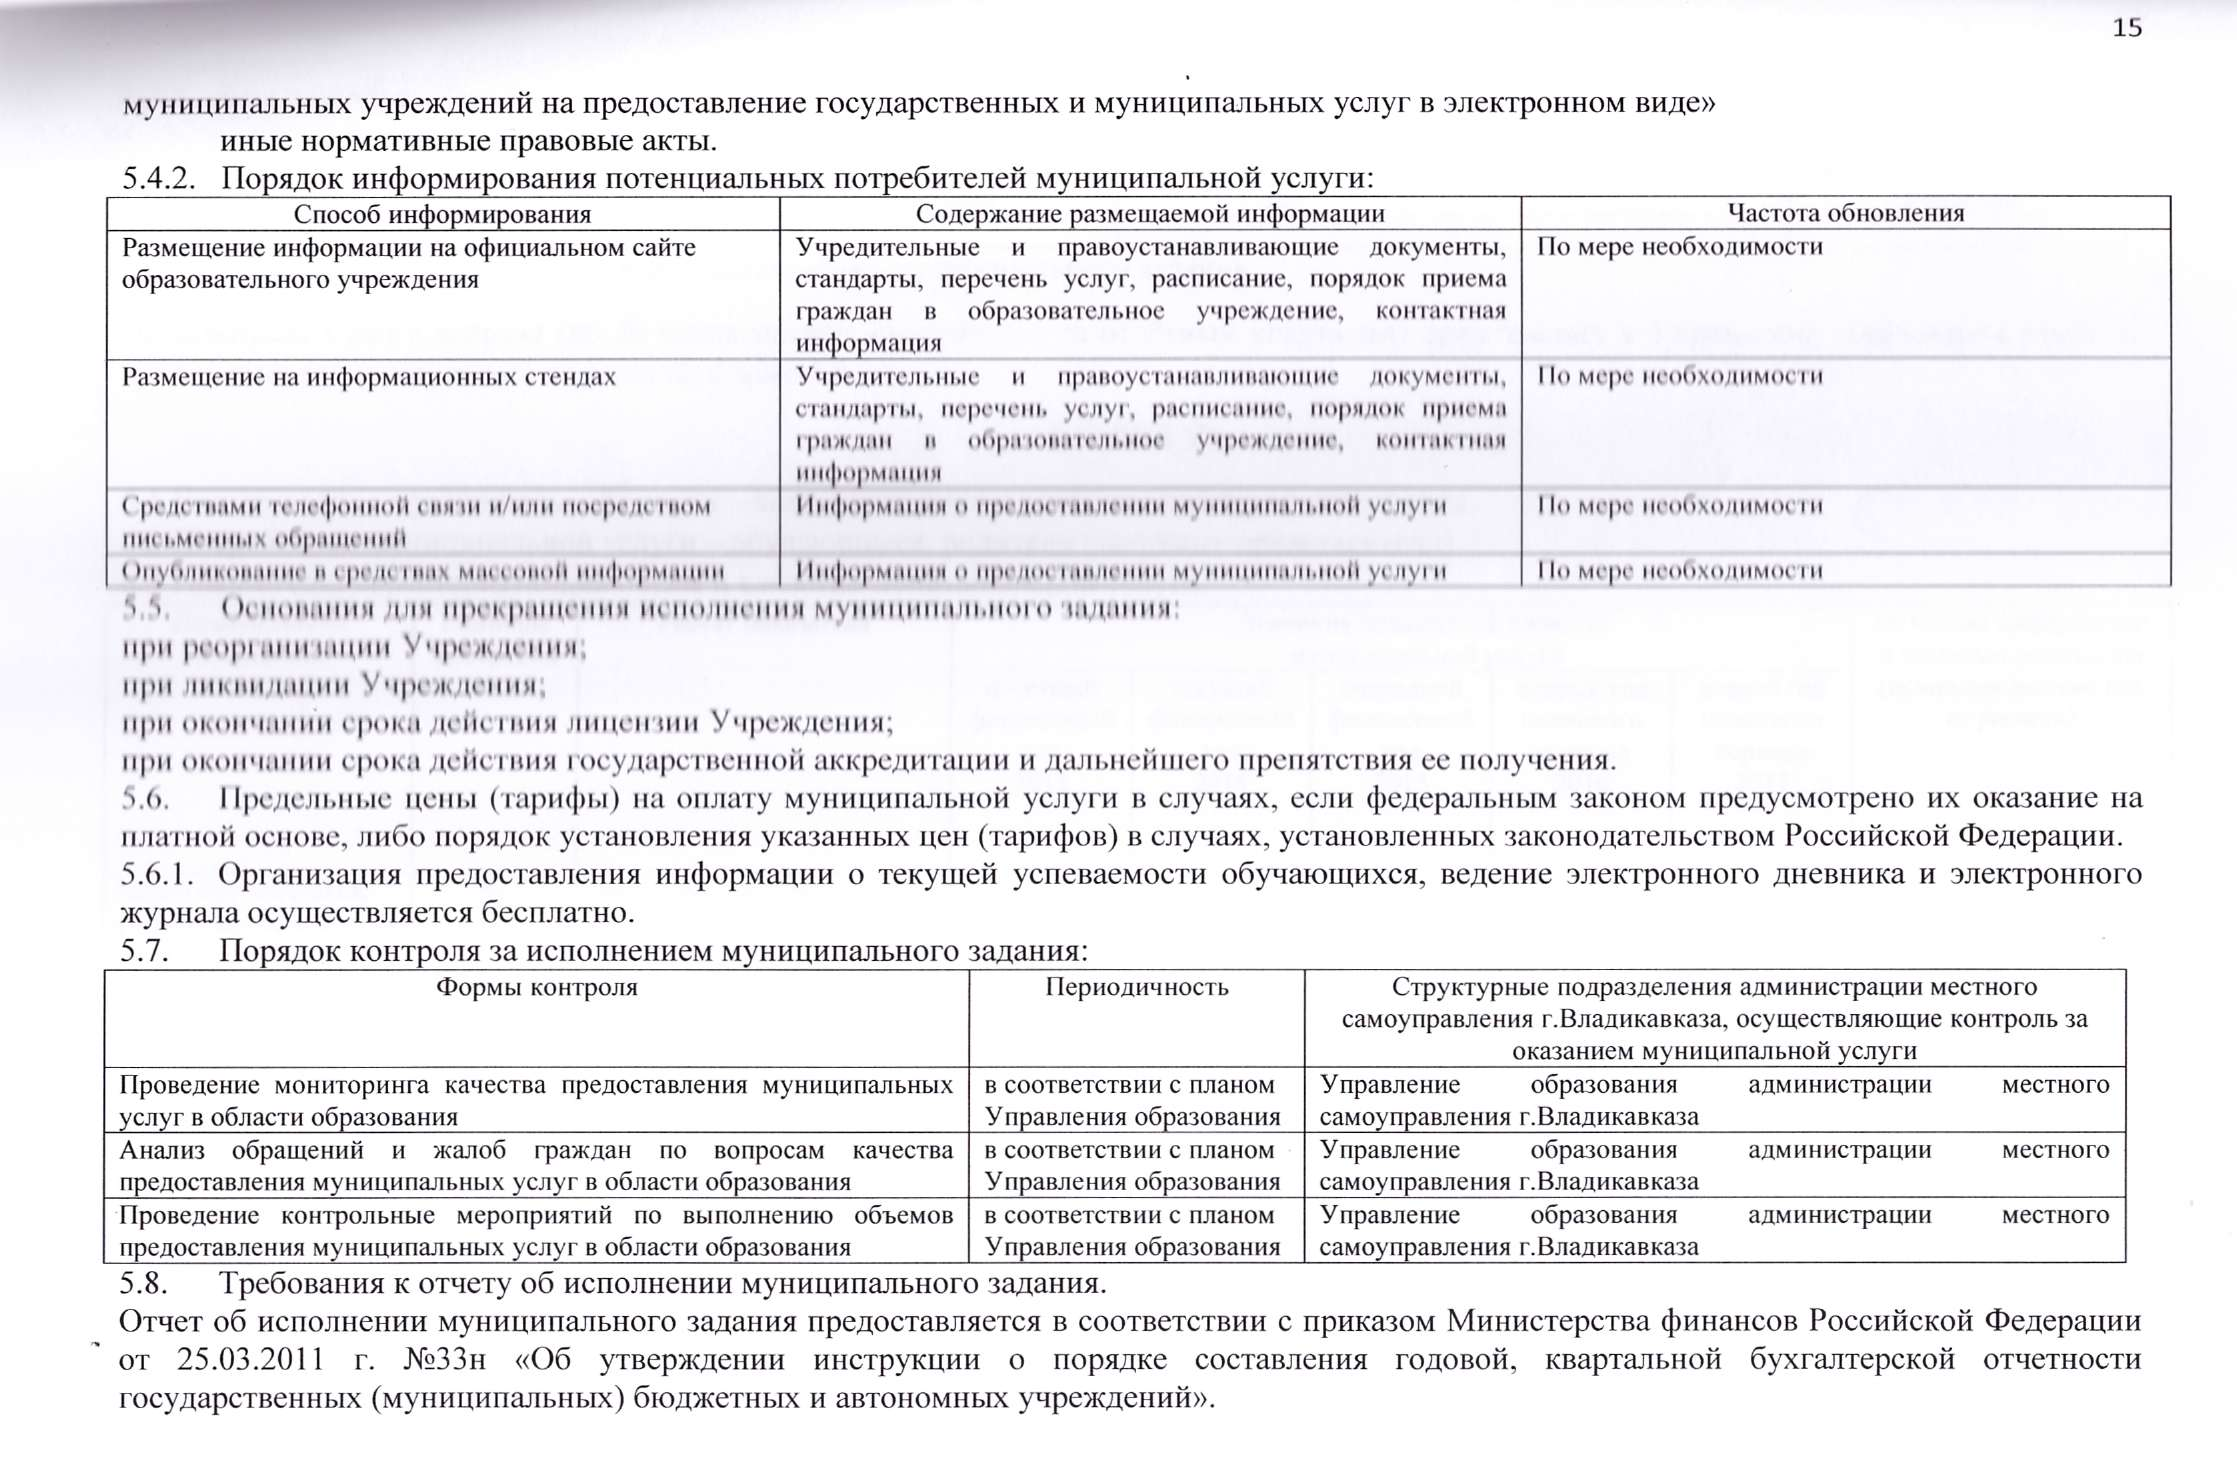 15
муниципальных учреждений на предоставление государственных и муниципальных услуг в электронном виде»
иные нормативные правовые акты.
5.4.2. Порядок информирования потенциальных потребителей муниципальной услуги:
Способ информирования
Содержание размещаемой информации
Частота обновления
Размещение информации на официальном сайте
образовательного учреждения
Учредительные и правоустанавливающие документы,
стандарты, перечень услуг, расписание, порядок приема
граждан в образовательное учреждение, контактная
информация
По мере необходимости
Размещение на информационных стендах
Учредительные и правоустанавливающие документы,
стандарты, перечень услуг, расписание, порядок приема
граждан в образовательное учреждение, контактная
информация
По мере необходимости
Средствами телефонной связи и/или посредством
письменных обращений
Информация о предоставлении муниципальной услуги
По мере необходимости
Опубликование в средствах массовой информации
Информация о предоставлении муниципальной услуги
По мере необходимости
5.5. Основания для прекращения исполнения муниципального задания:
при реорганизации Учреждения;
при ликвидации Учреждения;
при окончании срока действия лицензии Учреждения;
при окончании срока действия государственной аккредитации и дальнейшего препятствия ее получения.
5.6. Предельные цены (тарифы) на оплату муниципальной услуги в случаях, если федеральным законом предусмотрено их оказание на
платной основе, либо порядок установления указанных цен (тарифов) в случаях, установленных законодательством Российской Федерации.
5.6.1. Организация предоставления информации о текущей успеваемости обучающихся, ведение электронного дневника и электронного
журнала осуществляется бесплатно.
5.7. Порядок контроля за исполнением муниципального задания:
Формы контроля
Периодичность
Структурные подразделения администрации местного
самоуправления г.Владикавказа, осуществляющие контроль за
оказанием муниципальной услуги
Проведение мониторинга качества предоставления муниципальных
услуг в области образования
в соответствии с планом
Управления образования
Управление образования администрации местного
самоуправления г.Владикавказа
Анализ обращений и жалоб граждан по вопросам качества
предоставления муниципальных услуг в области образования
в соответствии с планом
Управления образования
Управление образования администрации местного
самоуправления г.Владикавказа
Проведение контрольные мероприятий по выполнению объемов
предоставления муниципальных услуг в области образования
в соответствии с планом
Управления образования
Управление образования администрации местного
самоуправления г.Владикавказа
5.8. Требования к отчету об исполнении муниципального задания.
Отчет об исполнении муниципального задания предоставляется в соответствии с приказом Министерства финансов Российской Федерации
от 25.03.2011 г. №33н «Об утверждении инструкции о порядке составления годовой, квартальной бухгалтерской отчетности
государственных (муниципальных) бюджетных и автономных учреждений».